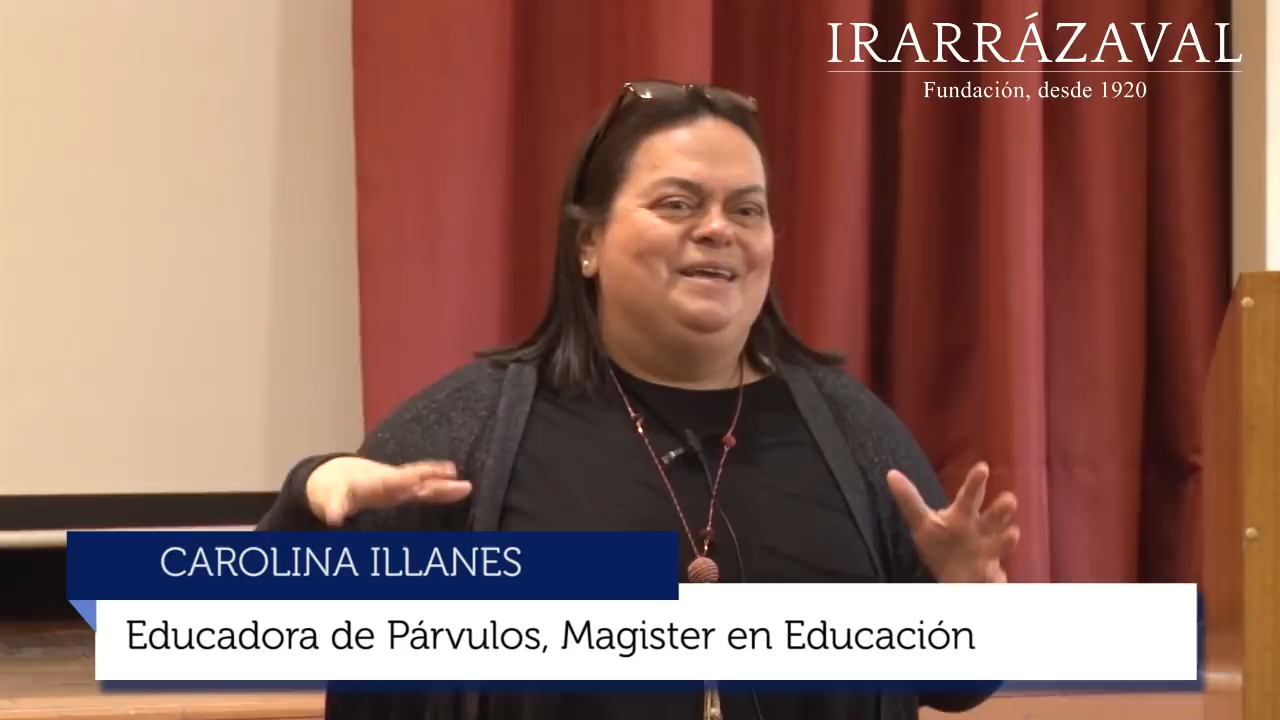 IRARRÁZAVAL
Fundación, desde 1920
CAROLINA ILLANES
Educadora de Párvulos, Magister en Educación